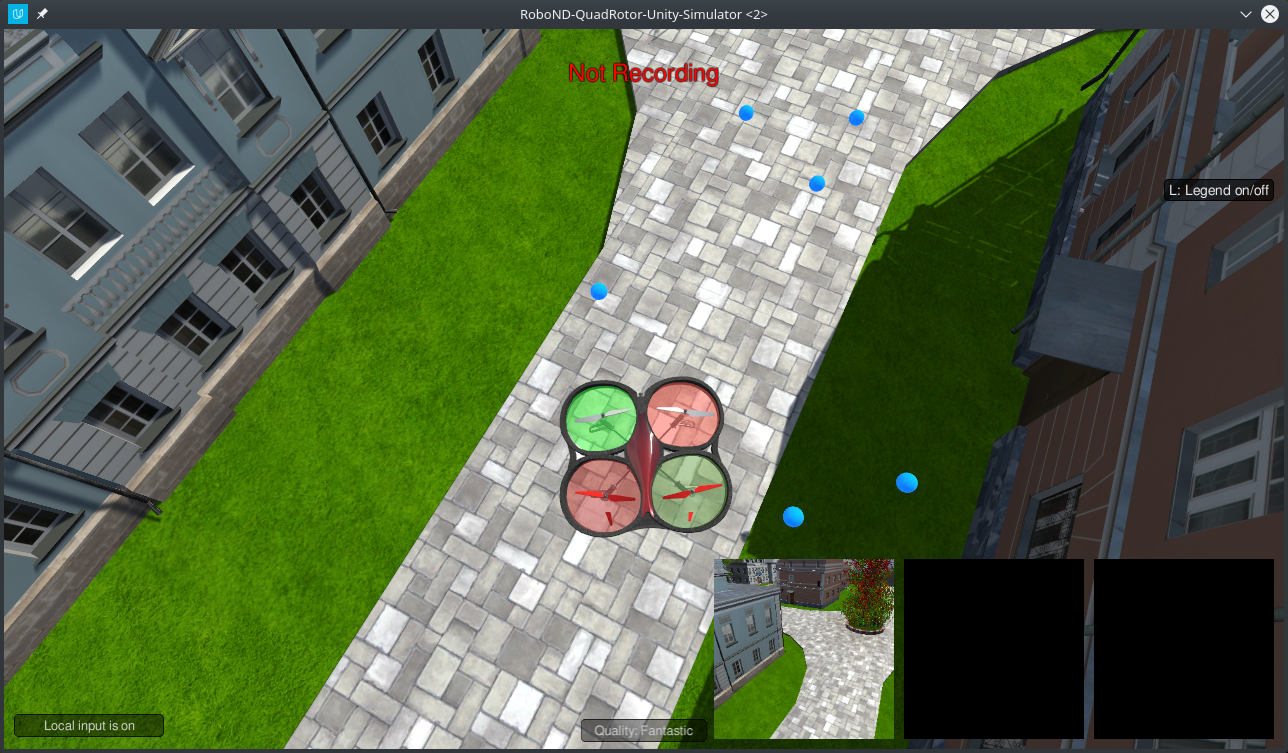 RoboND-QuadRotor-Unity-Simulator <2>
Not Recording
L: Legend on/off
Local input is on
Quality: Fantastic